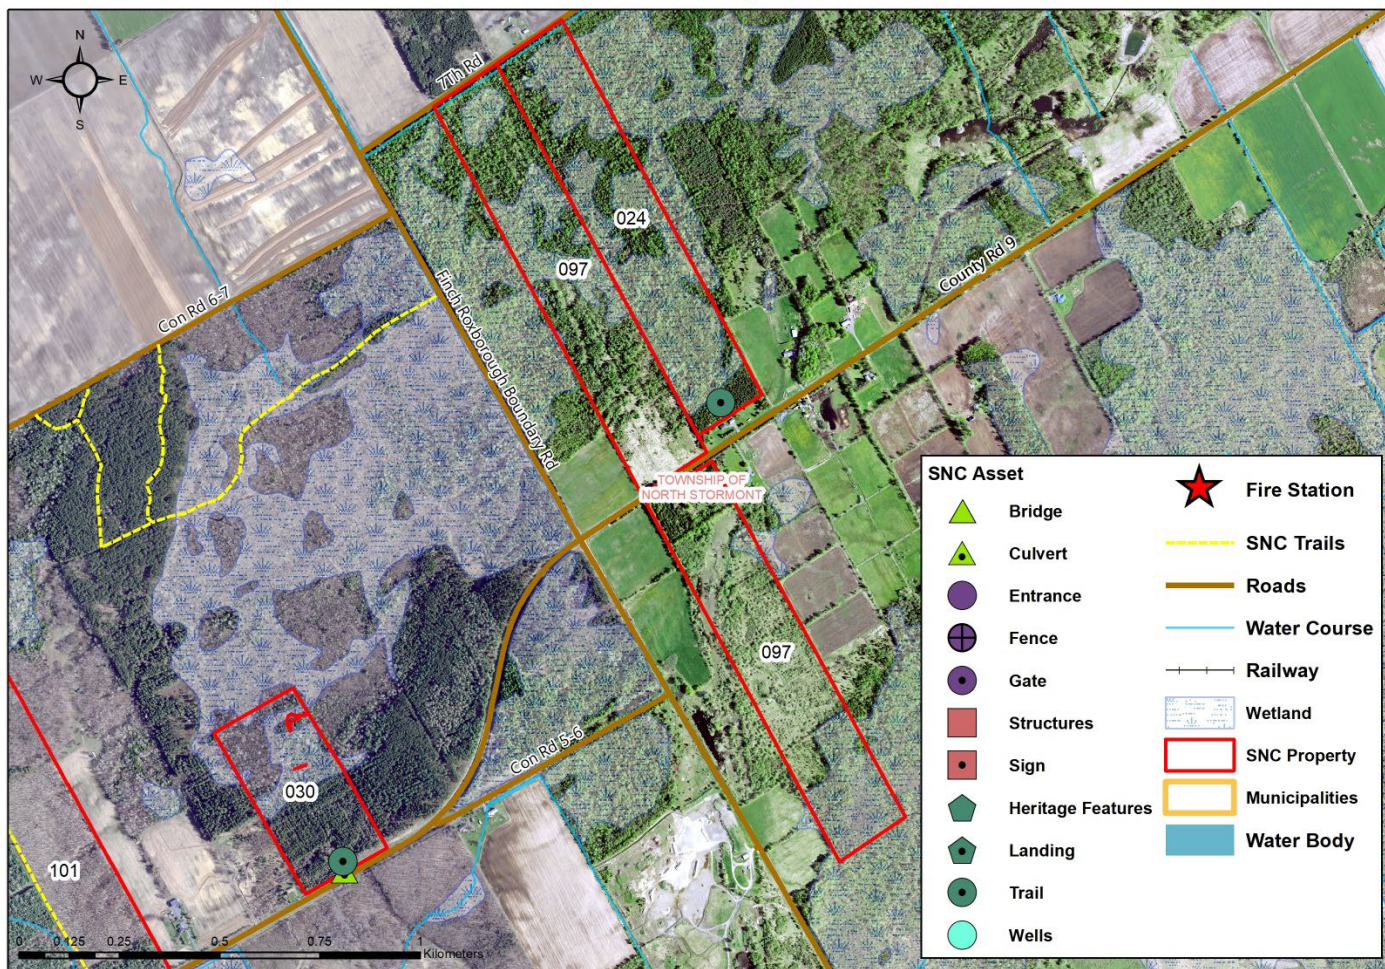 N
W E
S
7Th Rd
024
097
Con Rd 6-7
Finch Roxborough Boundary Rd
County Rd 9
TOWNSHIP OF
NORTH STORMONT
097
Con Rd 5-6
030
101
0 0.125 0.25 0.5 0.75 1
Kilometers
SNC Asset
Bridge
Culvert
Entrance
Fence
Gate
Structures
Sign
Heritage Features
Landing
Trail
Wells
Fire Station
SNC Trails
Roads
Water Course
Railway
Wetland
SNC Property
Municipalities
Water Body